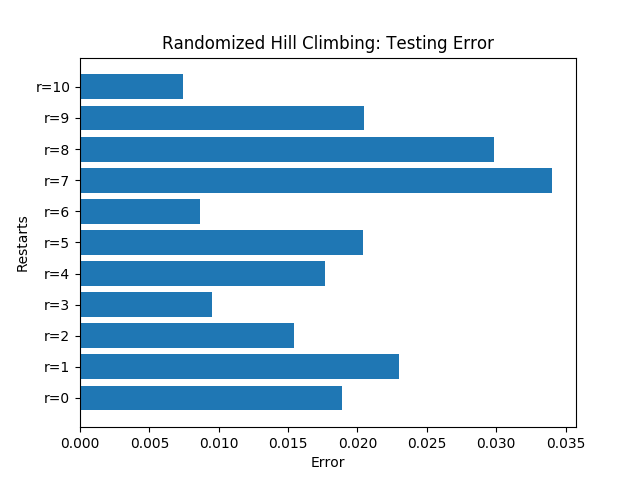 Randomized Hill Climbing: Testing Error
r=10
r=9
r=8
r=7
r=6
r=5
r=4
r=3
r=2
r=1
r=0
Restarts
0.000 0.005 0.010 0.015 0.020 0.025 0.030 0.035
Error